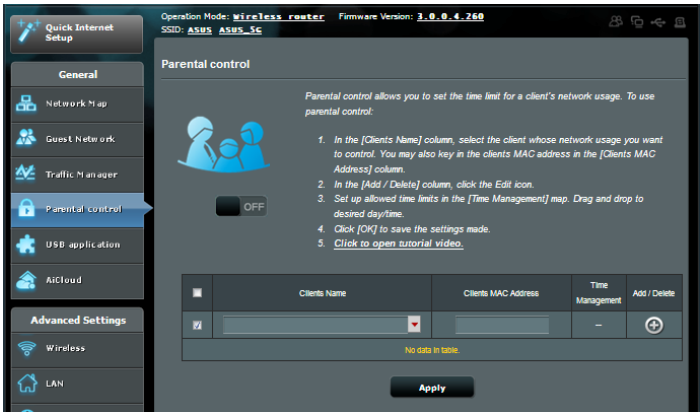 Quick Internet
Setup
Operation Mode: Wireless router Firmware Version: 3.0.0.4.260
SSID: ASUS ASUS_5G
General
Network Map
Guest Network
Traffic Manager
Parental control
USB application
AiCloud
Advanced Settings
Wireless
LAN
Parental control
Parental control allows you to set the time limit for a client's network usage. To use
parental control:
1. In the [Clients Name] column, select the client whose network usage you want
to control. You may also key in the clients MAC address in the [Clients MAC
Address] column.
2. In the [Add / Delete] column, click the Edit icon.
3. Set up allowed time limits in the [Time Management] map. Drag and drop to
desired day/time.
4. Click [OK] to save the settings made.
5. Click to open tutorial video.
OFF
Clients Name Clients MAC Address Time Management Add / Delete
–
No data in table.
Apply